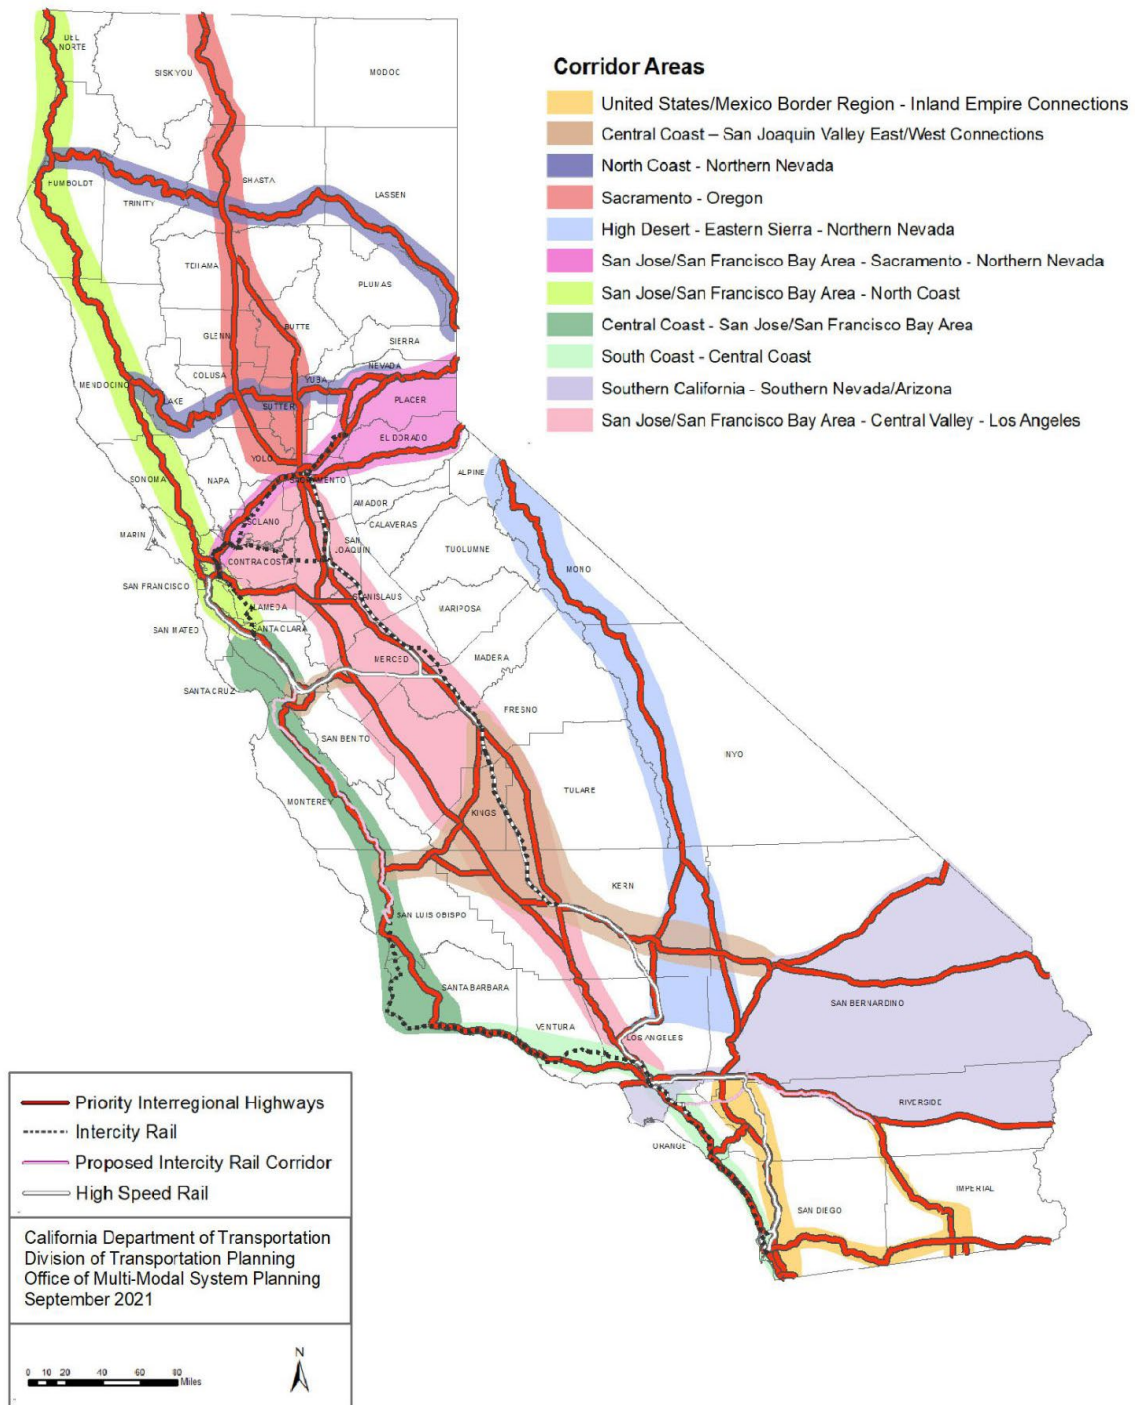 DEL
NORTE
SISKYOU
MODOC
HUMBOLDT
TRINITY
SHASTA
LASSEN
TEHAMA
PLUMAS
GLENN
BUTTE
SIERRA
MENDOCINO
COLUSA
YUBA
NEVADA
LAKE
SUTTER
PLACER
YOLO
EL DORADO
SONOMA
NAPA
SACRAMENTO
ALPINE
AMADOR
SOLANO
CALAVERAS
MARIN
SAN
JOAQUIN
TUOLUMNE
CONTRA COSTA
MONO
SAN FRANCISCO
STANISLAUS
ALAMEDA
MARIPOSA
SAN MATEO
SANTA CLARA
MERCED
MADERA
SANTA CRUZ
FRESNO
SAN BENITO
NYO
TULARE
MONTEREY
KINGS
KERN
SAN LUIS OBISPO
SANTA BARBARA
SAN BERNARDINO
VENTURA
LOS ANGELES
RIVERSIDE
ORANGE
SAN DIEGO
IMPERIAL
Corridor Areas
United States/Mexico Border Region - Inland Empire Connections
Central Coast – San Joaquin Valley East/West Connections
North Coast - Northern Nevada
Sacramento - Oregon
High Desert - Eastern Sierra - Northern Nevada
San Jose/San Francisco Bay Area - Sacramento - Northern Nevada
San Jose/San Francisco Bay Area - North Coast
Central Coast - San Jose/San Francisco Bay Area
South Coast - Central Coast
Southern California - Southern Nevada/Arizona
San Jose/San Francisco Bay Area - Central Valley - Los Angeles
Priority Interregional Highways
Intercity Rail
Proposed Intercity Rail Corridor
High Speed Rail
California Department of Transportation
Division of Transportation Planning
Office of Multi-Modal System Planning
September 2021
N
0 10 20 40 60 80
Miles